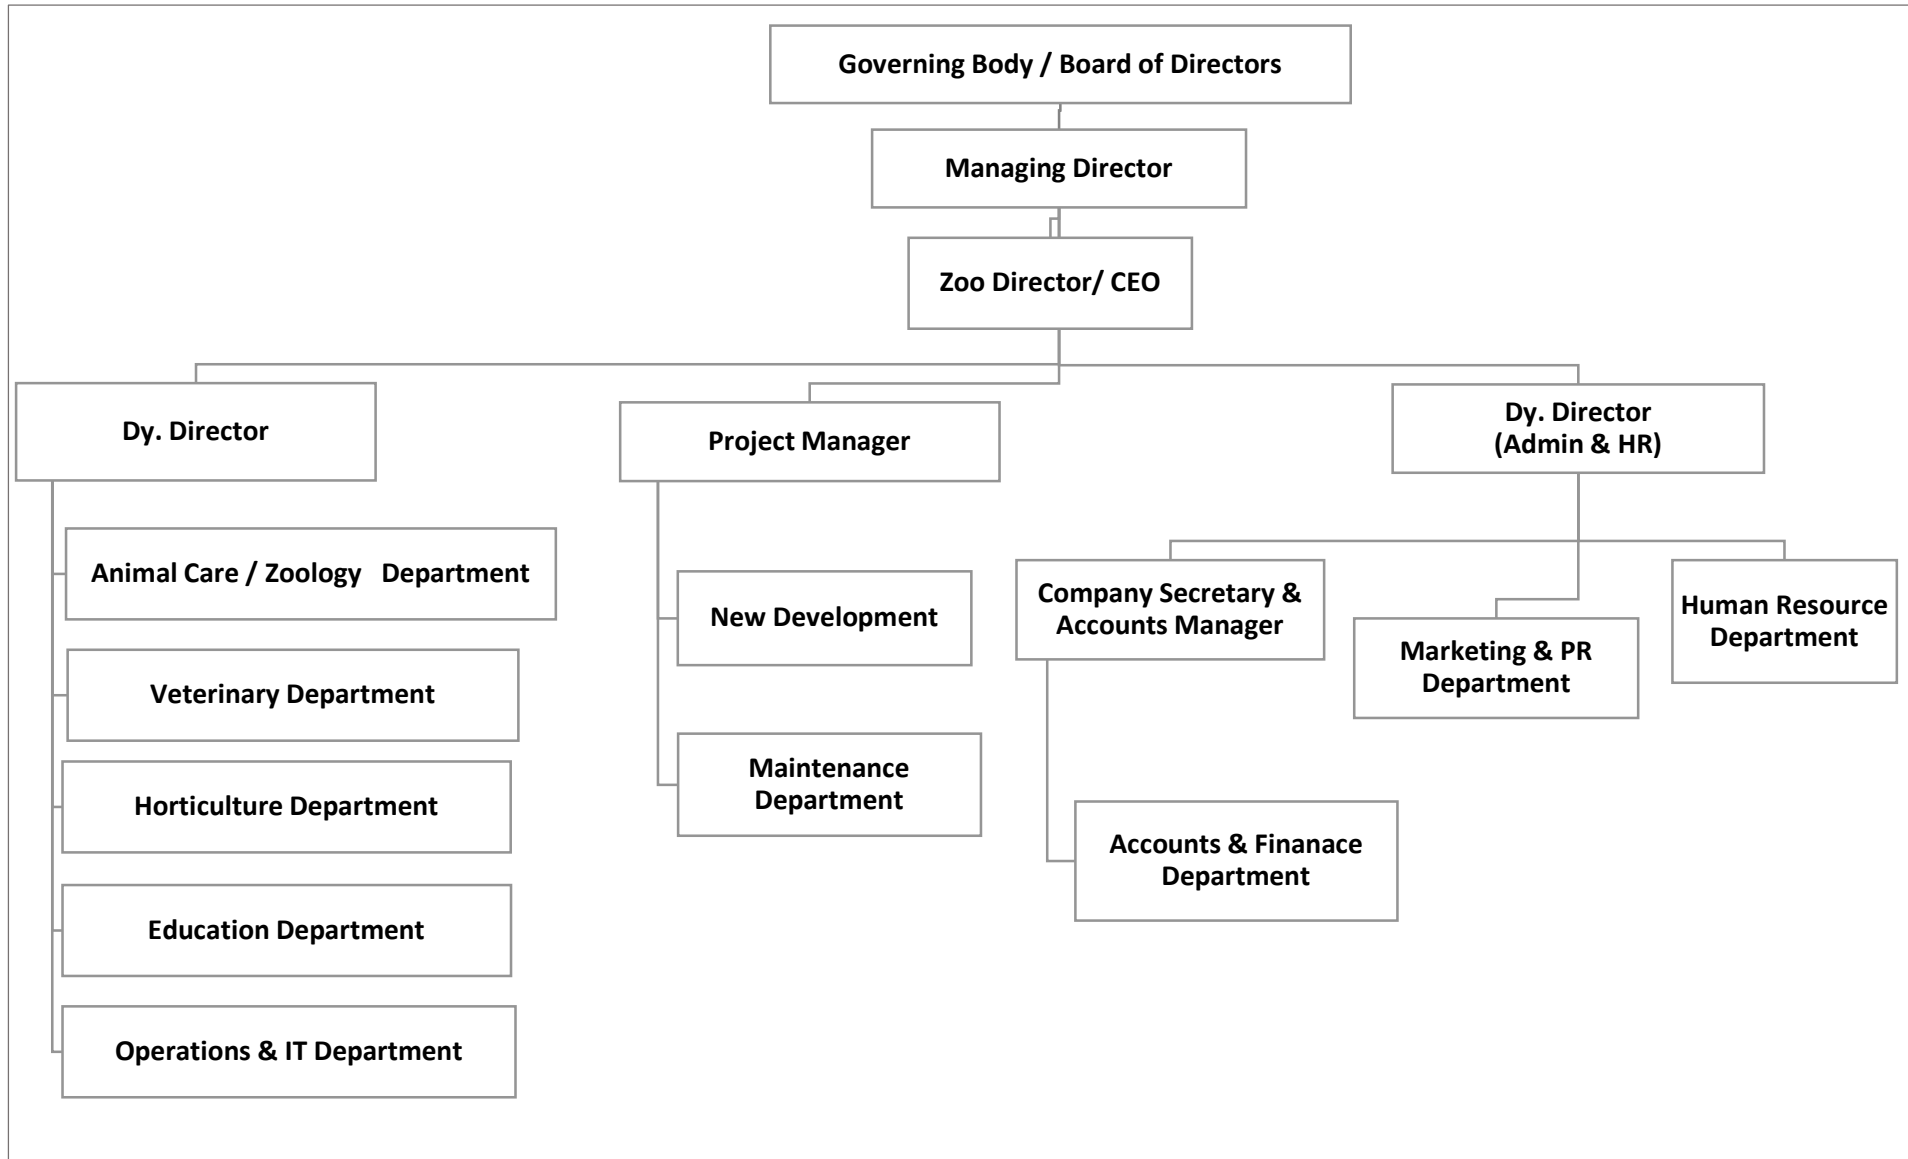 Governing Body / Board of Directors
Managing Director
Zoo Director/ CEO
Dy. Director
Project Manager
Dy. Director
(Admin & HR)
Animal Care / Zoology Department
Veterinary Department
Horticulture Department
Education Department
Operations & IT Department
New Development
Maintenance
Department
Company Secretary &
Accounts Manager
Accounts & Finanace
Department
Marketing & PR
Department
Human Resource
Department